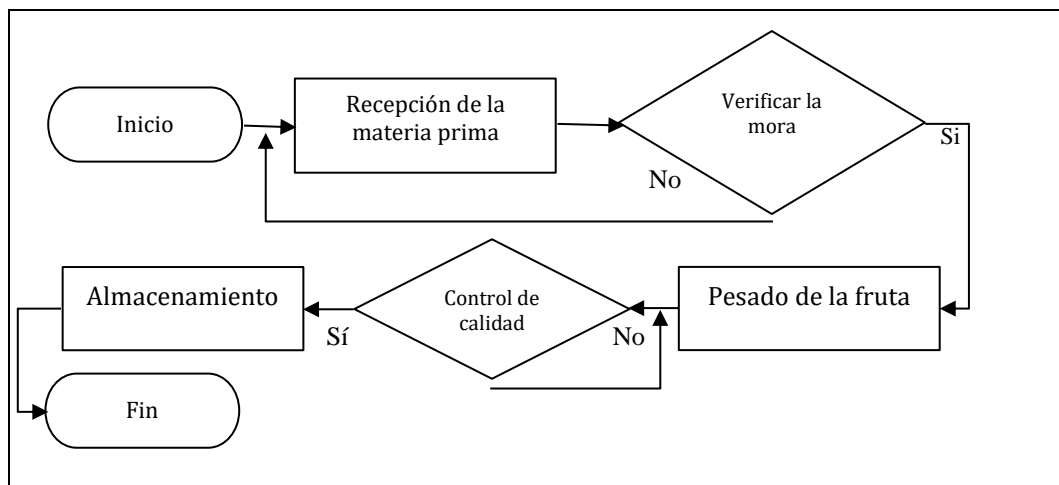 Inicio
Recepción de la
materia prima
Verificar la
mora
Si
No
Almacenamiento
Sí
Control de
calidad
No
Pesado de la fruta
Fin